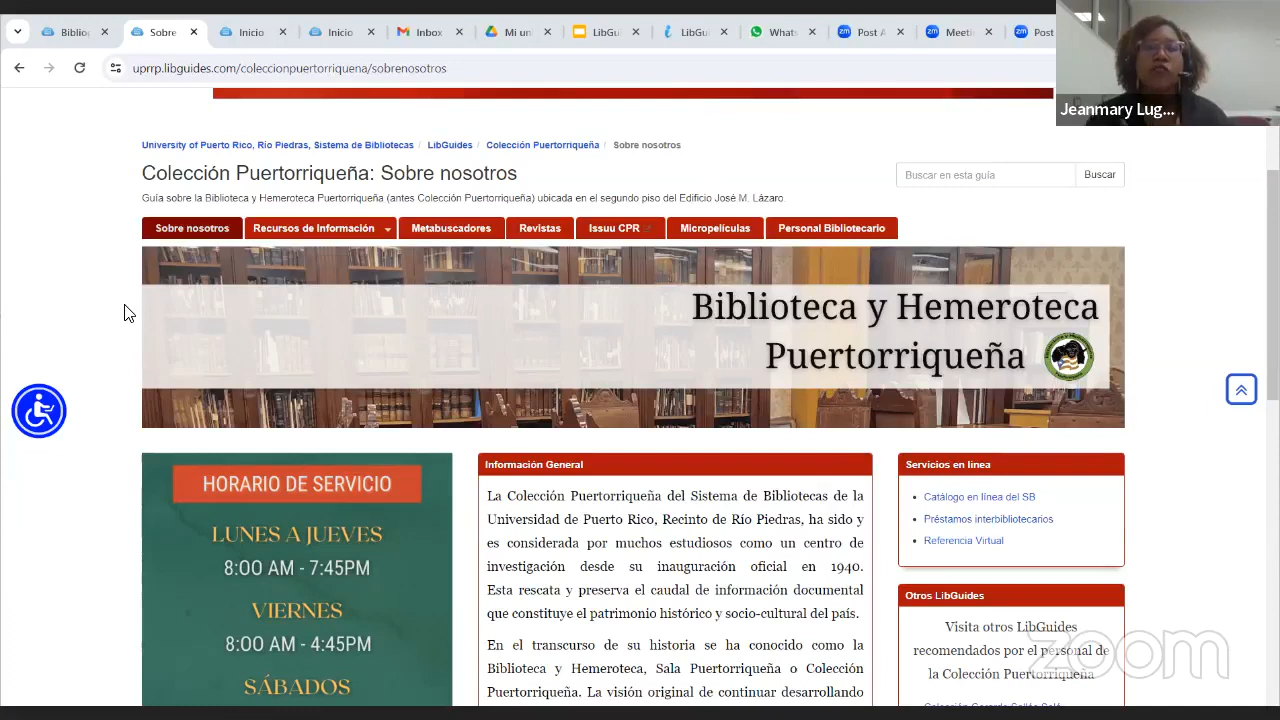 Bibliog
Sobre
Inicio
Inicio
Inbox
Mi un
LibGu
LibGu
Whats
Post A
Meeti
Post
uprrp.libguides.com/coleccionpuertorriquena/sobrenosotros
Jeanmary Lug...
University of Puerto Rico, Río Piedras, Sistema de Bibliotecas / LibGuides / Colección Puertorriqueña / Sobre nosotros
Colección Puertorriqueña: Sobre nosotros
Buscar en esta guía
Buscar
Guía sobre la Biblioteca y Hemeroteca Puertorriqueña (antes Colección Puertorriqueña) ubicada en el segundo piso del Edificio José M. Lázaro.
Sobre nosotros
Recursos de Información
Metabuscadores
Revistas
Issuu CPR
Micropelículas
Personal Bibliotecario
Biblioteca y Hemeroteca
Puertorriqueña
HORARIO DE SERVICIO
LUNES A JUEVES
8:00 AM - 7:45PM
VIERNES
8:00 AM - 4:45PM
SÁBADOS
Información General
La Colección Puertorriqueña del Sistema de Bibliotecas de la
Universidad de Puerto Rico, Recinto de Río Piedras, ha sido y
es considerada por muchos estudiosos como un centro de
investigación desde su inauguración oficial en 1940.
Esta rescata y preserva el caudal de información documental
que constituye el patrimonio histórico y socio-cultural del país.
En el transcurso de su historia se ha conocido como la
Biblioteca y Hemeroteca, Sala Puertorriqueña o Colección
Puertorriqueña. La visión original de continuar desarrollando
Servicios en línea
Catálogo en línea del SB
Préstamos interbibliotecarios
Referencia Virtual
Otros LibGuides
Visita otros LibGuides
recomendados por el personal de
la Colección Puertorriqueña
zoom